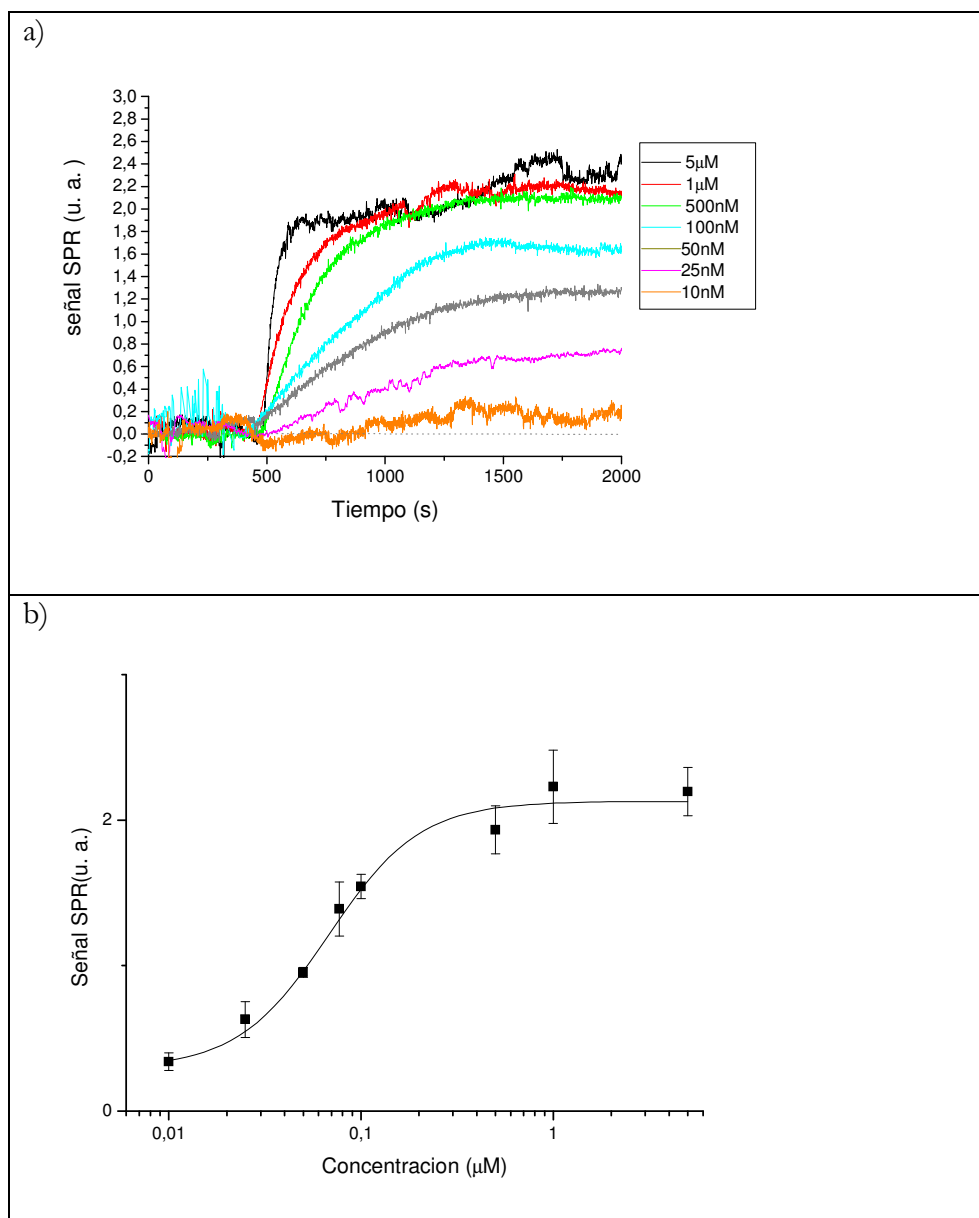 a)
3,0
2,8
2,6
2,4
2,2
2,0
1,8
1,6
1,4
1,2
1,0
0,8
0,6
0,4
0,2
0,0
-0,2
señal SPR (u. a. )
0 500 1000 1500 2000
Tiempo (s)
5μM
1μM
500nM
100nM
50nM
25nM
10nM
b)
2
0
Señal SPR(u. a.)
0,01 0,1 1
Concentracion (μM)